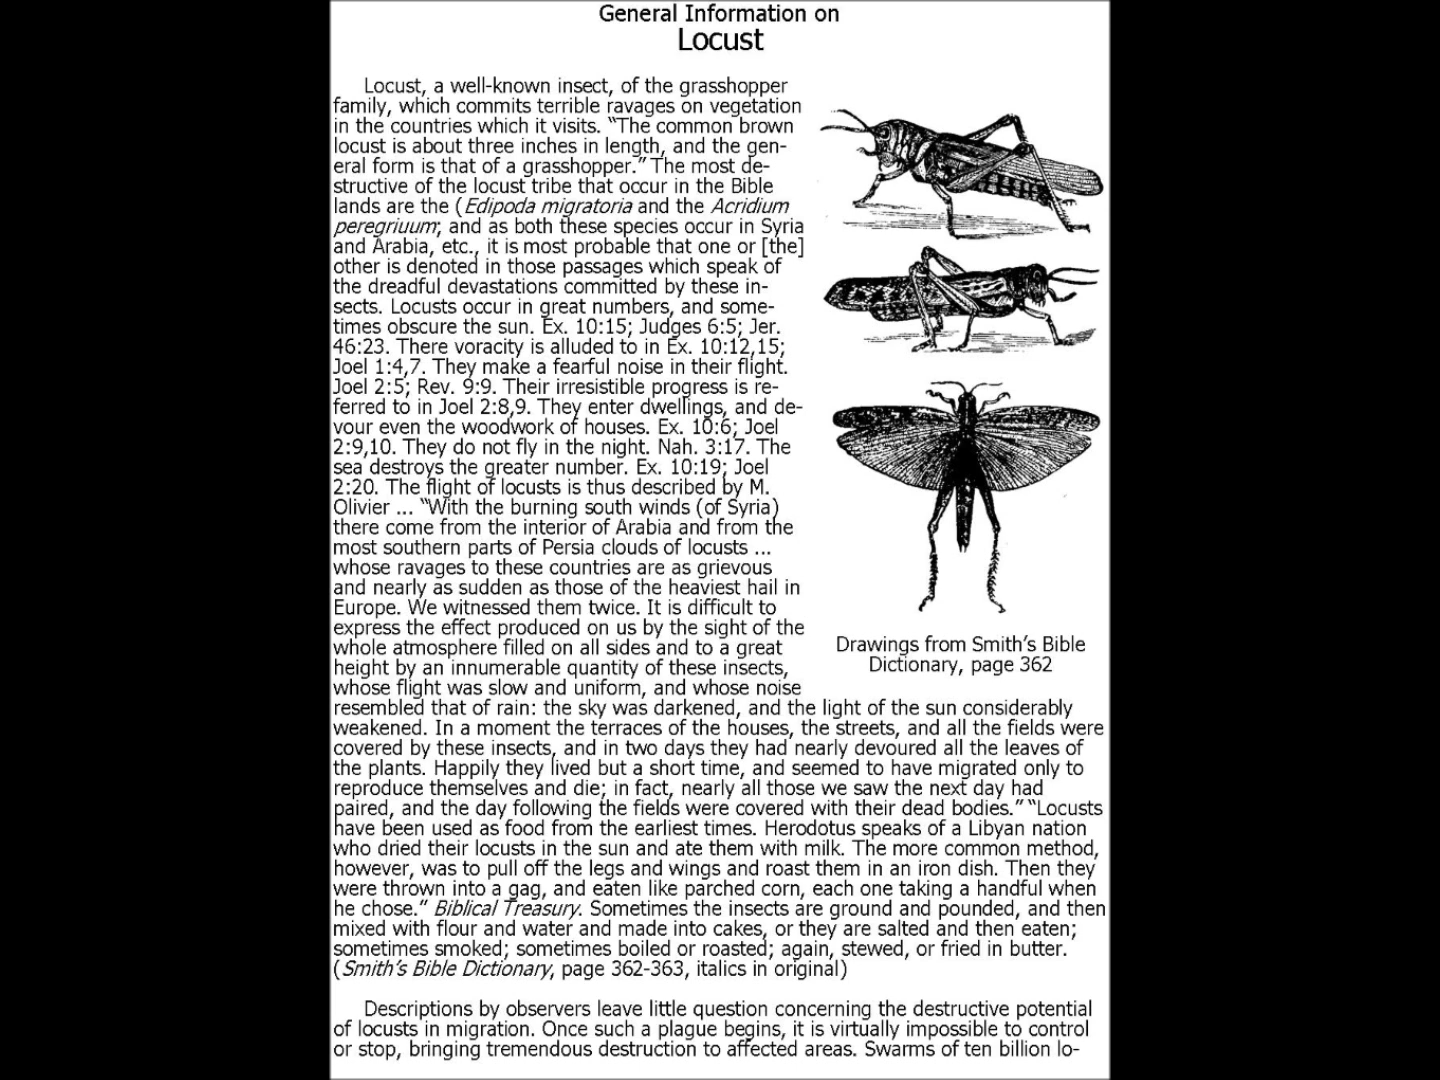 General Information on
Locust
Locust, a well-known insect, of the grasshopper
family, which commits terrible ravages on vegetation
in the countries which it visits. “The common brown
locust is about three inches in length, and the gen-
eral form is that of a grasshopper.” The most de-
structive of the locust tribe that occur in the Bible
lands are the (Edipoda migratoria and the Acridium
peregriuum; and as both these species occur in Syria
and Arabia, etc., it is most probable that one or [the]
other is denoted in those passages which speak of
the dreadful devastations committed by these in-
sects. Locusts occur in great numbers, and some-
times obscure the sun. Ex. 10:15; Judges 6:5; Jer.
46:23. There voracity is alluded to in Ex. 10:12,15;
Joel 1:4,7. They make a fearful noise in their flight.
Joel 2:5; Rev. 9:9. Their irresistible progress is re-
ferred to in Joel 2:8,9. They enter dwellings, and de-
vour even the woodwork of houses. Ex. 10:6; Joel
2:9,10. They do not fly in the night. Nah. 3:17. The
sea destroys the greater number. Ex. 10:19; Joel
2:20. The flight of locusts is thus described by M.
Olivier ... “With the burning south winds (of Syria)
there come from the interior of Arabia and from the
most southern parts of Persia clouds of locusts ...
whose ravages to these countries are as grievous
and nearly as sudden as those of the heaviest hail in
Europe. We witnessed them twice. It is difficult to
express the effect produced on us by the sight of the
whole atmosphere filled on all sides and to a great
height by an innumerable quantity of these insects,
whose flight was slow and uniform, and whose noise
resembled that of rain: the sky was darkened, and the light of the sun considerably
weakened. In a moment the terraces of the houses, the streets, and all the fields were
covered by these insects, and in two days they had nearly devoured all the leaves of
the plants. Happily they lived but a short time, and seemed to have migrated only to
reproduce themselves and die; in fact, nearly all those we saw the next day had
paired, and the day following the fields were covered with their dead bodies.” “Locusts
have been used as food from the earliest times. Herodotus speaks of a Libyan nation
who dried their locusts in the sun and ate them with milk. The more common method,
however, was to pull off the legs and wings and roast them in an iron dish. Then they
were thrown into a gag, and eaten like parched corn, each one taking a handful when
he chose.” Biblical Treasury. Sometimes the insects are ground and pounded, and then
mixed with flour and water and made into cakes, or they are salted and then eaten;
sometimes smoked; sometimes boiled or roasted; again, stewed, or fried in butter.
(Smith’s Bible Dictionary, page 362-363, italics in original)
Drawings from Smith’s Bible
Dictionary, page 362
Descriptions by observers leave little question concerning the destructive potential
of locusts in migration. Once such a plague begins, it is virtually impossible to control
or stop, bringing tremendous destruction to affected areas. Swarms of ten billion lo-